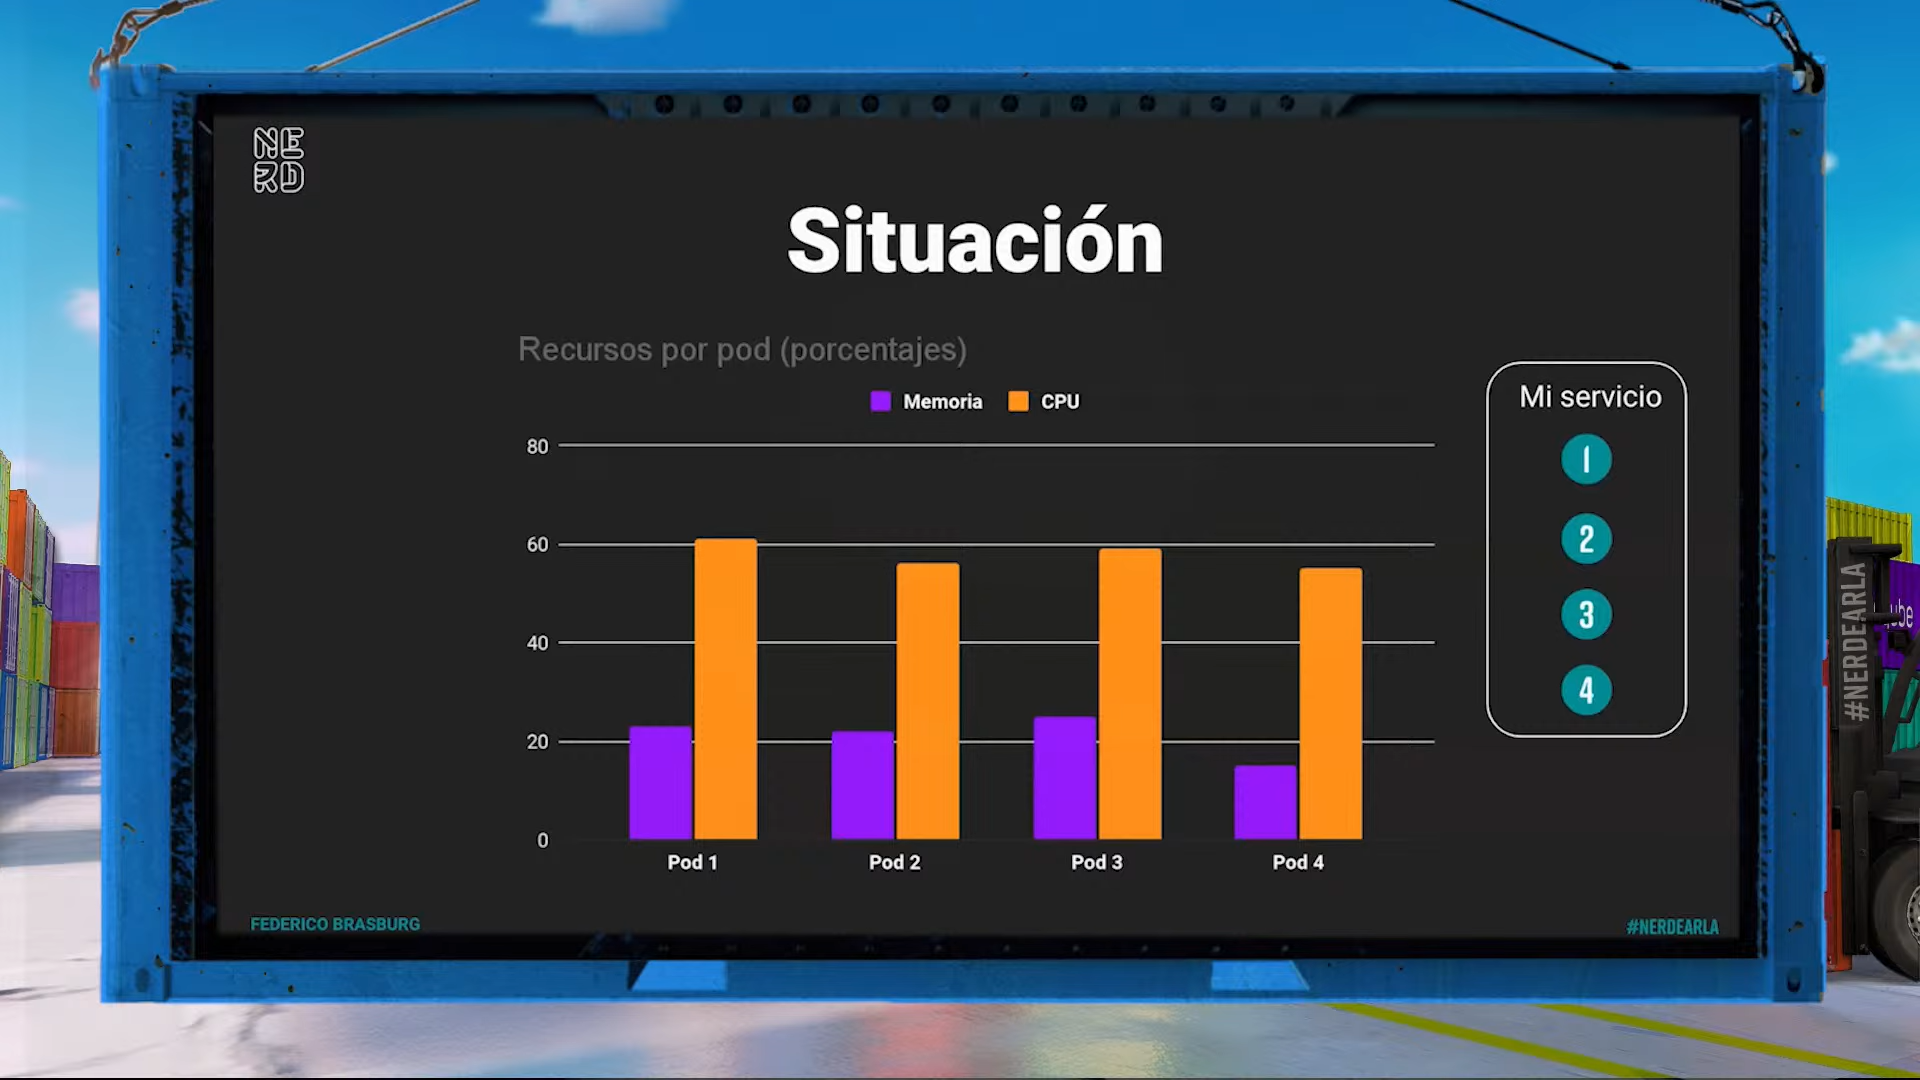 NE
RD
Situación
Recursos por pod (porcentajes)
Memoria CPU
80
60
40
20
0
Pod 1 Pod 2 Pod 3 Pod 4
Mi servicio
1
2
3
4
FEDERICO BRASBURG
#NERDEARLA
#NERDEARLA